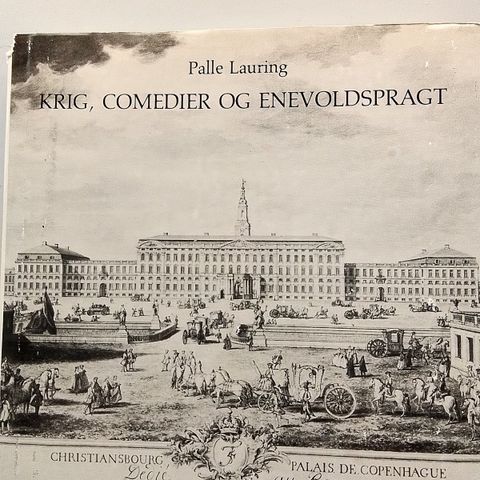 Palle Lauring
KRIG, COMEDIER OG ENEVOLDSPRAGT
CHRISTIANSBOURG
PALAIS DE COPENHAGUE